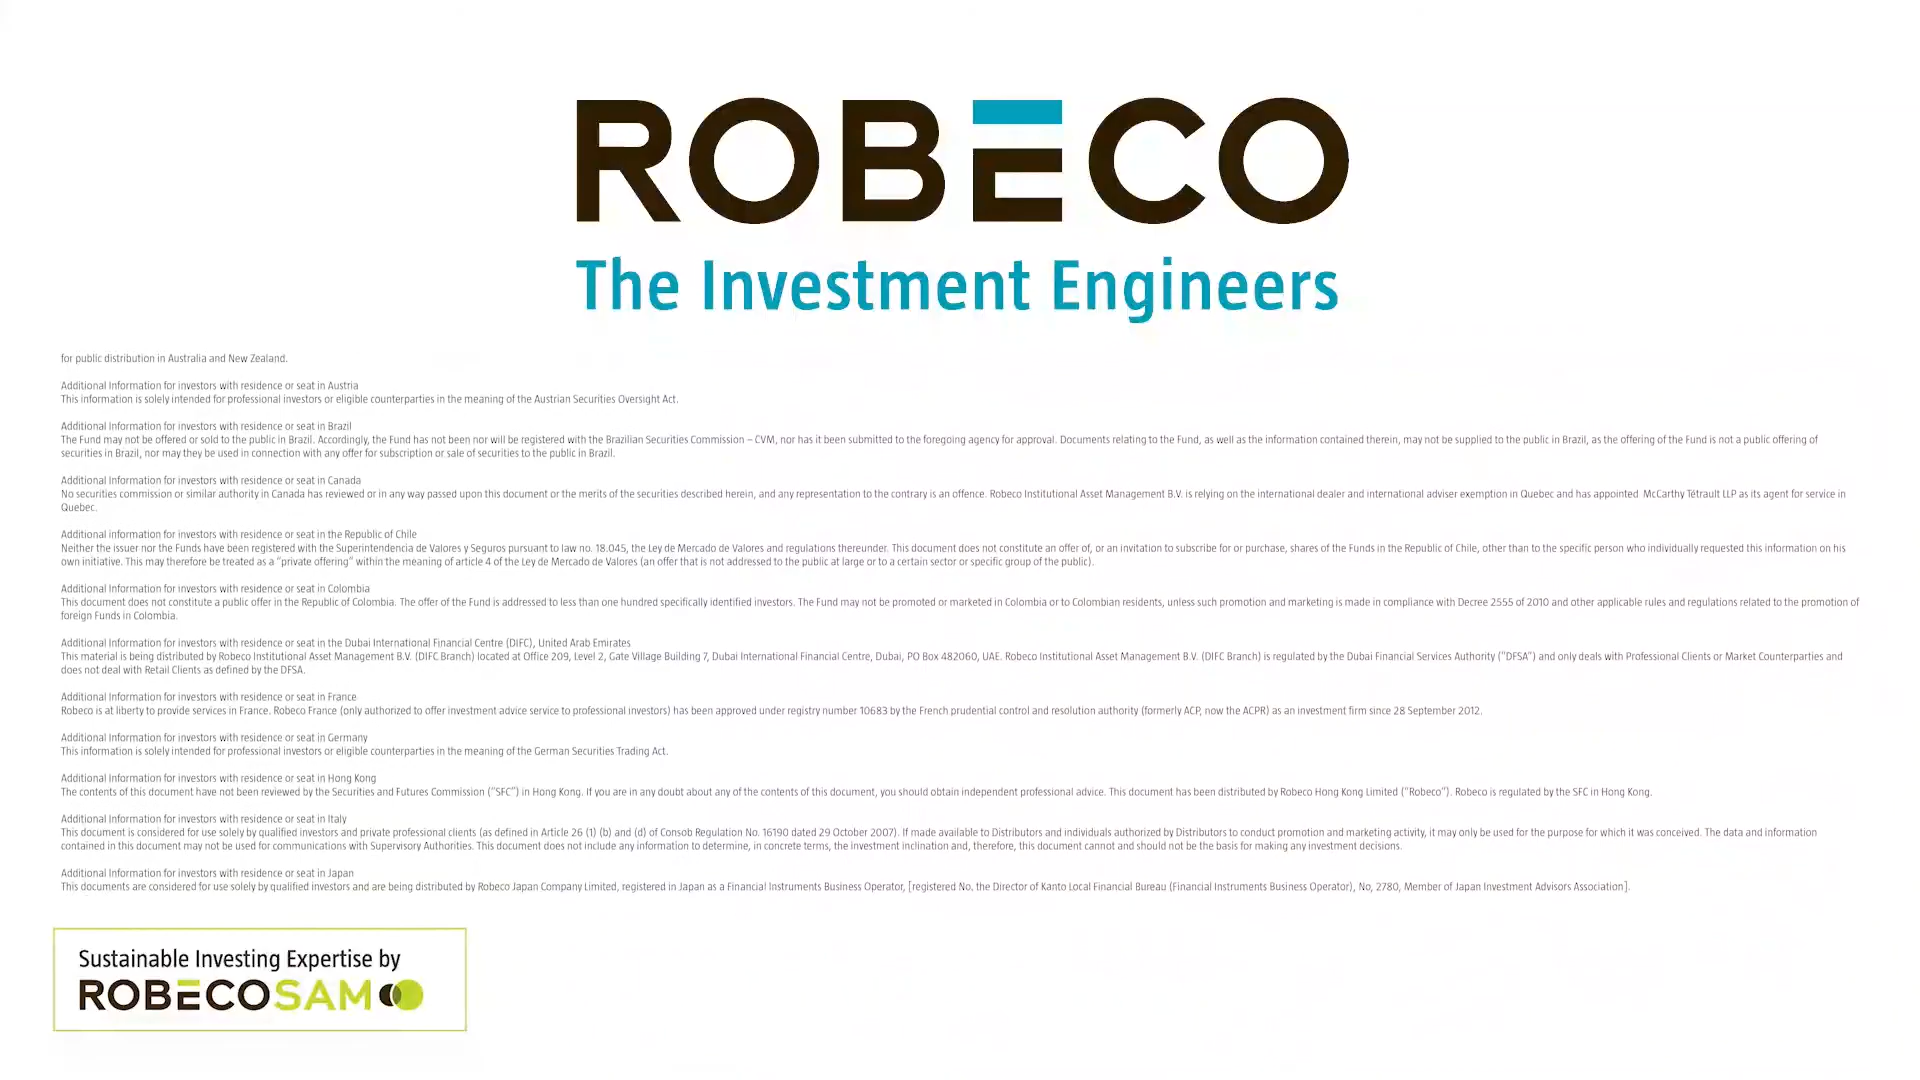 ROBECO
The Investment Engineers
for public distribution in Australia and New Zealand.
Additional Information for investors with residence or seat in Austria
This information is solely intended for professional investors or eligible counterparties in the meaning of the Austrian Securities Oversight Act.
Additional Information for investors with residence or seat in Brazil
The Fund may not be offered or sold to the public in Brazil. Accordingly, the Fund has not been nor will be registered with the Brazilian Securities Commission – CVM, nor has it been submitted to the foregoing agency for approval. Documents relating to the Fund, as well as the information contained therein, may not be supplied to the public in Brazil, as the offering of the Fund is not a public offering of
securities in Brazil, nor may they be used in connection with any offer for subscription or sale of securities to the public in Brazil.
Additional Information for investors with residence or seat in Canada
No securities commission or similar authority in Canada has reviewed or in any way passed upon this document or the merits of the securities described herein, and any representation to the contrary is an offence. Robeco Institutional Asset Management B.V. is relying on the international dealer and international adviser exemption in Quebec and has appointed McCarthy Tétrault LLP as its agent for service in
Quebec.
Additional information for investors with residence or seat in the Republic of Chile
Neither the issuer nor the Funds have been registered with the Superintendencia de Valores y Seguros pursuant to law no. 18.045, the Ley de Mercado de Valores and regulations thereunder. This document does not constitute an offer of, or an invitation to subscribe for or purchase, shares of the Funds in the Republic of Chile, other than to the specific person who individually requested this information on his
own initiative. This may therefore be treated as a “private offering” within the meaning of article 4 of the Ley de Mercado de Valores (an offer that is not addressed to the public at large or to a certain sector or specific group of the public).
Additional Information for investors with residence or seat in Colombia
This document does not constitute a public offer in the Republic of Colombia. The offer of the Fund is addressed to less than one hundred specifically identified investors. The Fund may not be promoted or marketed in Colombia or to Colombian residents, unless such promotion and marketing is made in compliance with Decree 2555 of 2010 and other applicable rules and regulations related to the promotion of
foreign Funds in Colombia.
Additional Information for investors with residence or seat in the Dubai International Financial Centre (DIFC), United Arab Emirates
This material is being distributed by Robeco Institutional Asset Management B.V. (DIFC Branch) located at Office 209, Level 2, Gate Village Building 7, Dubai International Financial Centre, Dubai, PO Box 482060, UAE. Robeco Institutional Asset Management B.V. (DIFC Branch) is regulated by the Dubai Financial Services Authority (“DFSA”) and only deals with Professional Clients or Market Counterparties and
does not deal with Retail Clients as defined by the DFSA.
Additional Information for investors with residence or seat in France
Robeco is at liberty to provide services in France. Robeco France (only authorized to offer investment advice service to professional investors) has been approved under registry number 10683 by the French prudential control and resolution authority (formerly ACP, now the ACPR) as an investment firm since 28 September 2012.
Additional Information for investors with residence or seat in Germany
This information is solely intended for professional investors or eligible counterparties in the meaning of the German Securities Trading Act.
Additional Information for investors with residence or seat in Hong Kong
The contents of this document have not been reviewed by the Securities and Futures Commission (“SFC”) in Hong Kong. If you are in any doubt about any of the contents of this document, you should obtain independent professional advice. This document has been distributed by Robeco Hong Kong Limited (“Robeco”). Robeco is regulated by the SFC in Hong Kong.
Additional Information for investors with residence or seat in Italy
This document is considered for use solely by qualified investors and private professional clients (as defined in Article 26 (1) (b) and (d) of Consob Regulation No. 16190 dated 29 October 2007). If made available to Distributors and individuals authorized by Distributors to conduct promotion and marketing activity, it may only be used for the purpose for which it was conceived. The data and information
contained in this document may not be used for communications with Supervisory Authorities. This document does not include any information to determine, in concrete terms, the investment inclination and, therefore, this document cannot and should not be the basis for making any investment decisions.
Additional Information for investors with residence or seat in Japan
This documents are considered for use solely by qualified investors and are being distributed by Robeco Japan Company Limited, registered in Japan as a Financial Instruments Business Operator, [registered No. the Director of Kanto Local Financial Bureau (Financial Instruments Business Operator), No, 2780, Member of Japan Investment Advisors Association].
Sustainable Investing Expertise by
ROBECOSAM